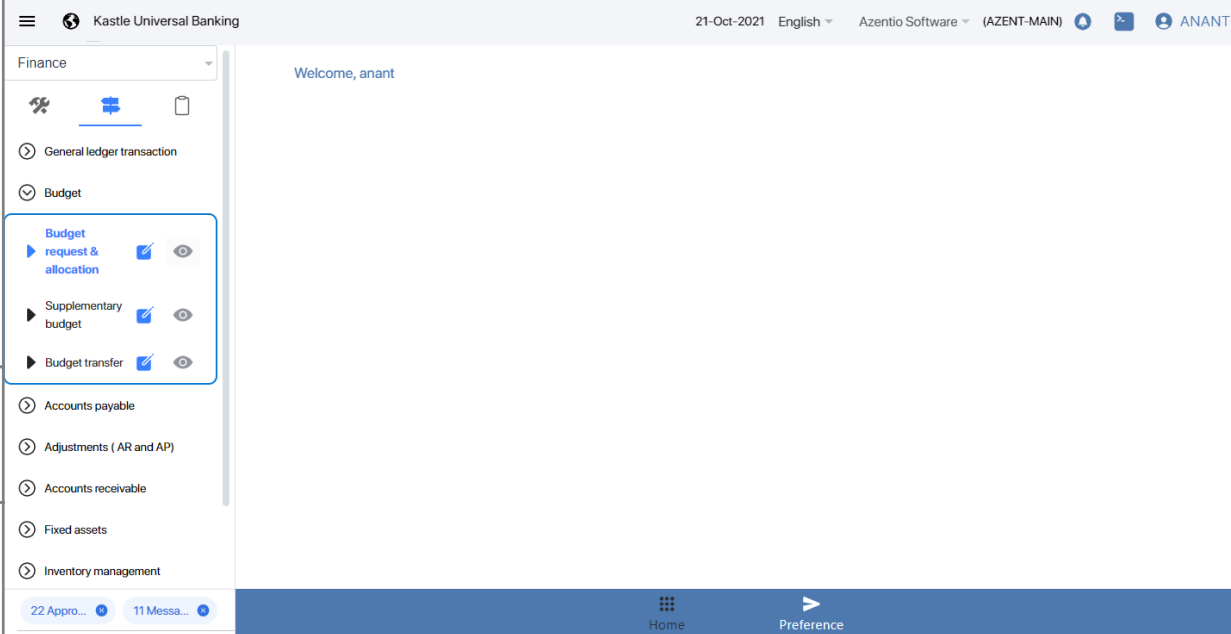 Kastle Universal Banking
21-Oct-2021 English Azentio Software (AZENT-MAIN) ANANT
Finance
Welcome, anant
General ledger transaction
Budget
Budget
request &
allocation
Supplementary
budget
Budget transfer
Accounts payable
Adjustments ( AR and AP)
Accounts receivable
Fixed assets
Inventory management
22 Appro... 11 Messa...
Home
Preference